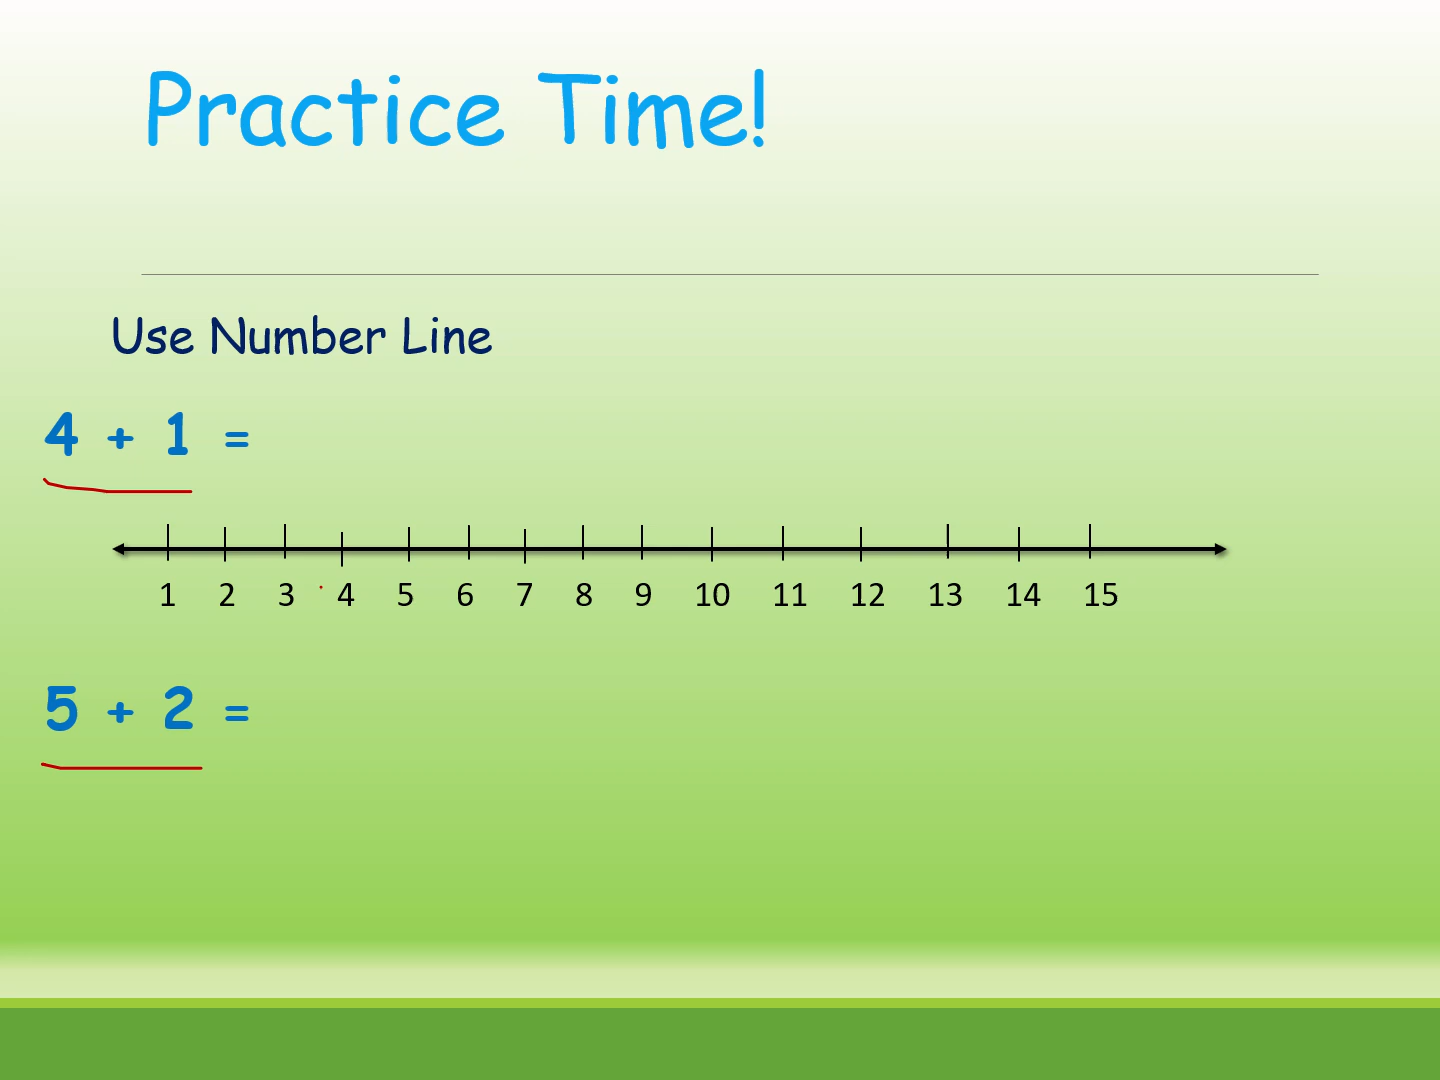 Practice Time!
Use Number Line
4 + 1 =
1 2 3 4 5 6 7 8 9 10 11 12 13 14 15
5 + 2 =